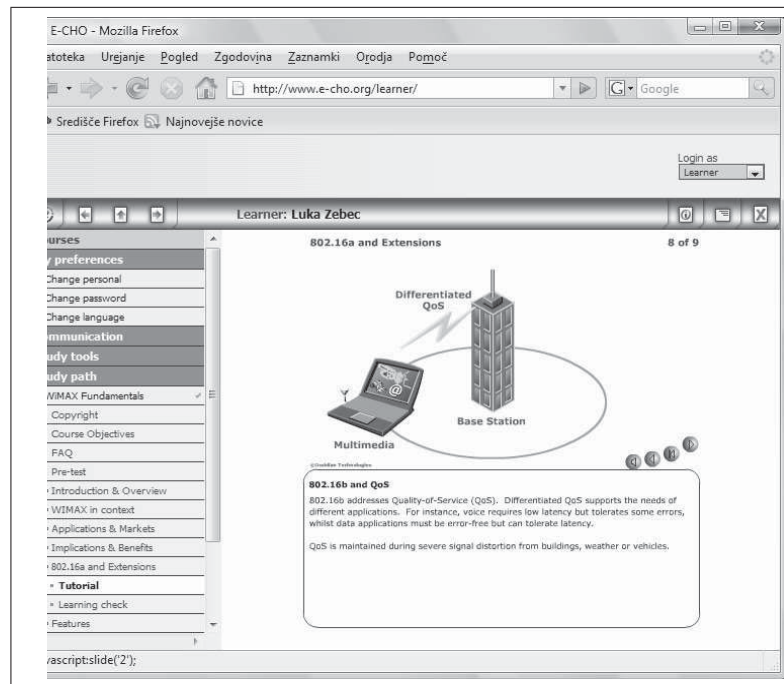 E-CHO - Mozilla Firefox
atoteka Urejanje Pogled Zgodovina Zaznamki Orodja Pomoč
http://www.e-cho.org/learner/
G Google
Središče Firefox Najnovejše novice
Login as
Learner
Learner: Luka Zebec
urses
y preferences
Change personal
Change password
Change language
mmunication
udy tools
udy path
WiMAX Fundamentals
Copyright
Course Objectives
FAQ
Pre-test
Introduction & Overview
WIMAX in context
Applications & Markets
Implications & Benefits
802.16a and Extensions
Tutorial
Learning check
Features
802.16a and Extensions 8 of 9
Differentiated
QoS
Base Station
Multimedia
802.16b and QoS
802.16b addresses Quality-of-Service (QoS). Differentiated QoS supports the needs of
different applications. For instance, voice requires low latency but tolerates some errors,
whilst data applications must be error-free but can tolerate latency.
QoS is maintained during severe signal distortion from buildings, weather or vehicles.
vascript:slide('2');